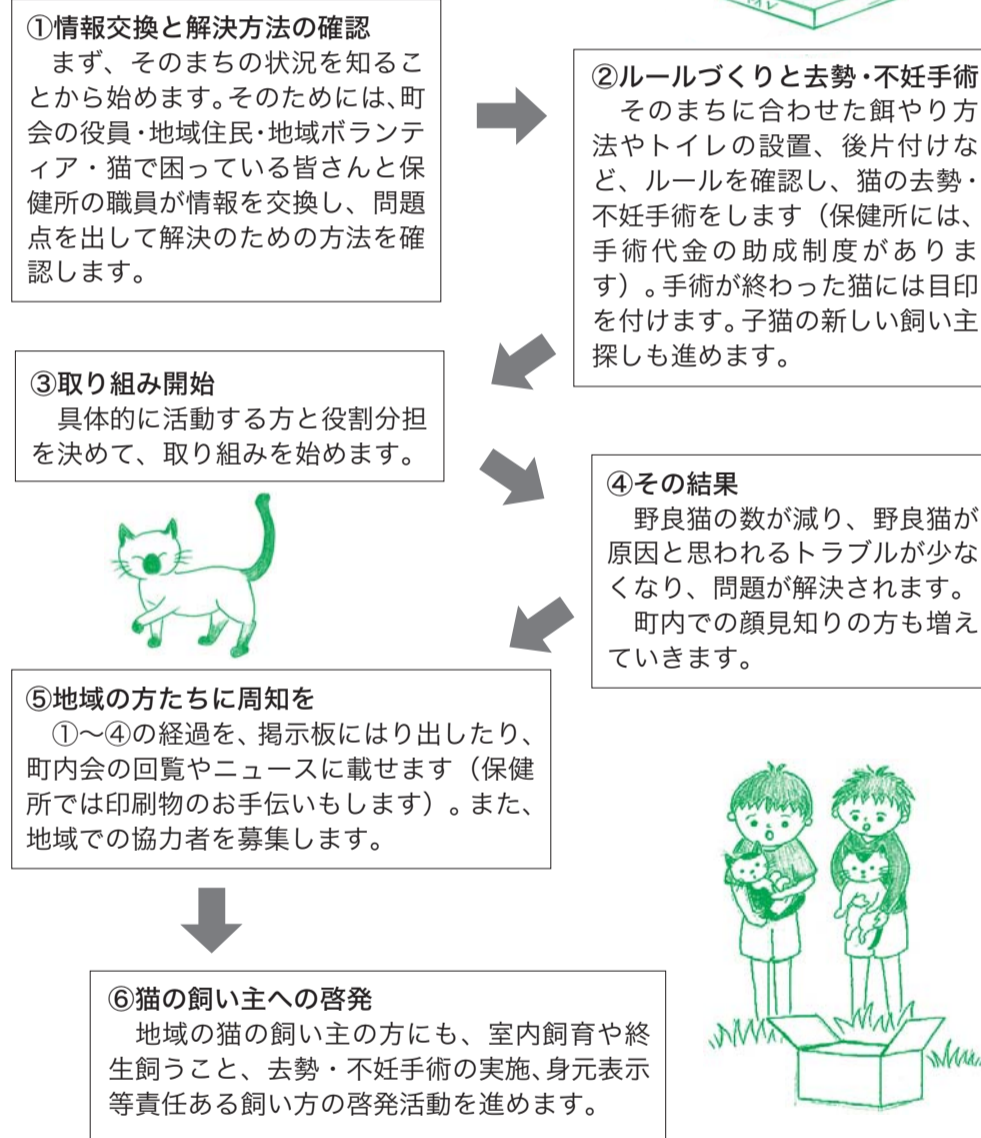 ①情報交換と解決方法の確認
　まず、そのまちの状況を知るこ
とから始めます。そのためには、町
会の役員・地域住民・地域ボランテ
ィア・猫で困っている皆さんと保
健所の職員が情報を交換し、問題
点を出して解決のための方法を確
認します。
②ルールづくりと去勢・不妊手術
　そのまちに合わせた餌やり方
法やトイレの設置、後片付けな
ど、ルールを確認し、猫の去勢・
不妊手術をします（保健所には、
手術代金の助成制度がありま
す）。手術が終わった猫には目印
を付けます。子猫の新しい飼い主
探しも進めます。
③取り組み開始
　具体的に活動する方と役割分担
を決めて、取り組みを始めます。
④その結果
　野良猫の数が減り、野良猫が
原因と思われるトラブルが少な
くなり、問題が解決されます。
　町内での顔見知りの方も増え
ていきます。
⑤地域の方たちに周知を
　①～④の経過を、掲示板にはり出したり、
町内会の回覧やニュースに載せます（保健
所では印刷物のお手伝いもします）。また、
地域での協力者を募集します。
⑥猫の飼い主への啓発
　地域の猫の飼い主の方にも、室内飼育や終
生飼うこと、去勢・不妊手術の実施、身元表示
等責任ある飼い方の啓発活動を進めます。